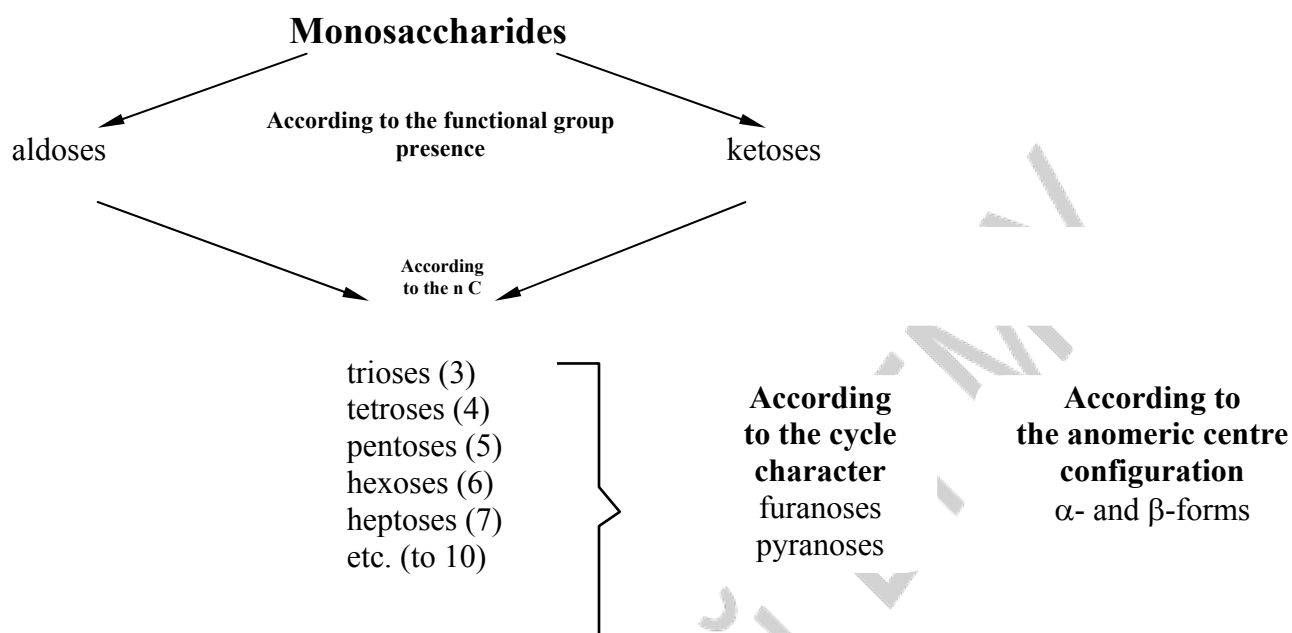 Monosaccharides
According to the functional group
presence
aldoses
ketoses
According
to the n C
trioses (3)
tetroses (4)
pentoses (5)
hexoses (6)
heptoses (7)
etc. (to 10)
According
to the cycle
character
furanoses
pyranoses
According to
the anomeric centre
configuration
α- and β-forms